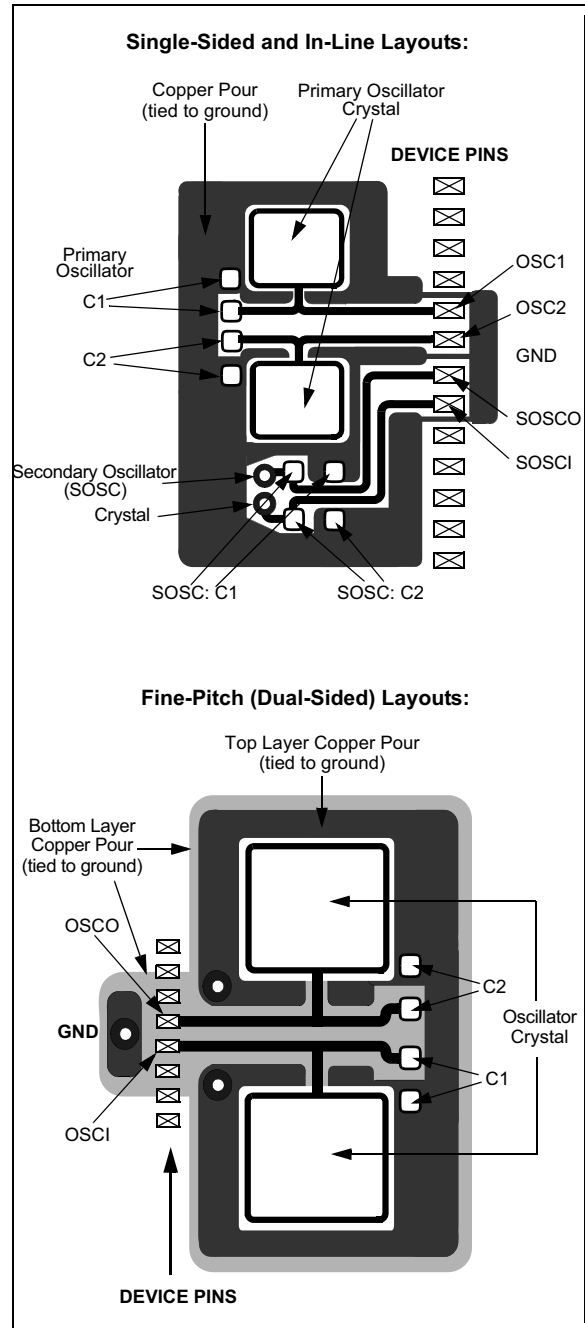 Single-Sided and In-Line Layouts:
Copper Pour
(tied to ground)
Primary Oscillator
Crystal
DEVICE PINS
Primary
Oscillator
C1
C2
OSC1
OSC2
GND
SOSCO
SOSCI
Secondary Oscillator
(SOSC)
Crystal
SOSC: C1
SOSC: C2
Fine-Pitch (Dual-Sided) Layouts:
Top Layer Copper Pour
(tied to ground)
Bottom Layer
Copper Pour
(tied to ground)
OSCO
GND
OSCI
C2
Oscillator
Crystal
C1
DEVICE PINS